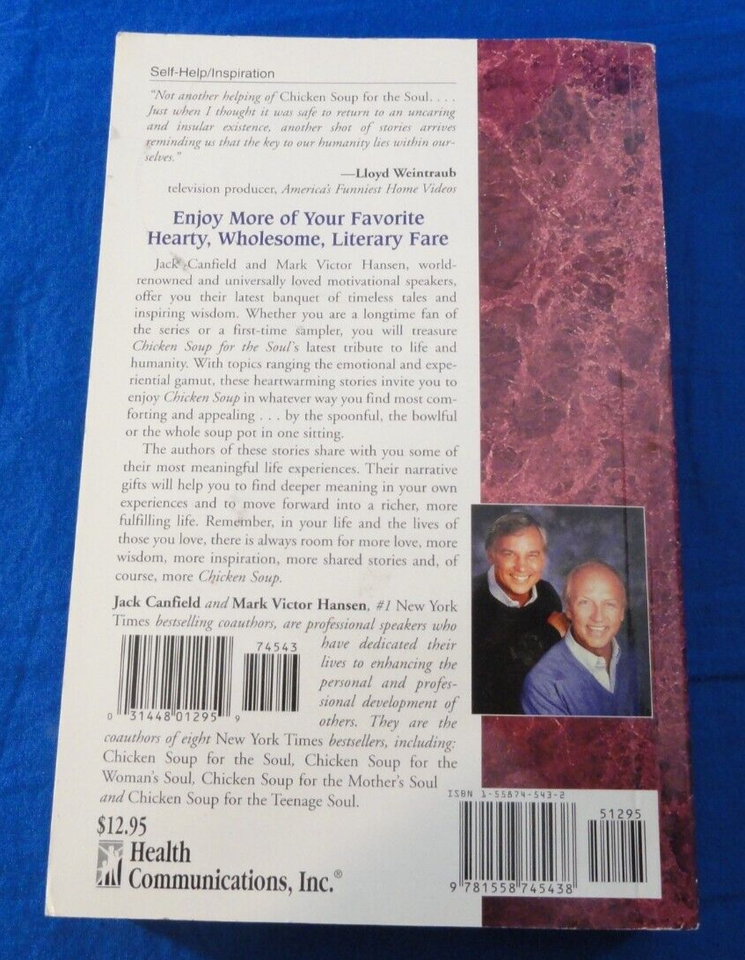 Self-Help/Inspiration
"Not another helping of Chicken Soup for the Soul. . . .
Just when I thought it was safe to return to an uncaring
and insular existence, another shot of stories arrives
reminding us that the key to our humanity lies within our-
selves."
—Lloyd Weintraub
television producer, America's Funniest Home Videos
Enjoy More of Your Favorite
Hearty, Wholesome, Literary Fare
Jack Canfield and Mark Victor Hansen, world-
renowned and universally loved motivational speakers,
offer you their latest banquet of timeless tales and
inspiring wisdom. Whether you are a longtime fan of
the series or a first-time sampler, you will treasure
Chicken Soup for the Soul's latest tribute to life and
humanity. With topics ranging the emotional and expe-
riential gamut, these heartwarming stories invite you to
enjoy Chicken Soup in whatever way you find most com-
forting and appealing . . . by the spoonful, the bowlful
or the whole soup pot in one sitting.
The authors of these stories share with you some of
their most meaningful life experiences. Their narrative
gifts will help you to find deeper meaning in your own
experiences and to move forward into a richer, more
fulfilling life. Remember, in your life and the lives of
those you love, there is always room for more love, more
wisdom, more inspiration, more shared stories and, of
course, more Chicken Soup.
Jack Canfield and Mark Victor Hansen, #1 New York
Times bestselling coauthors, are professional speakers who
have dedicated their
lives to enhancing the
personal and profes-
sional development of
others. They are the
coauthors of eight New York Times bestsellers, including:
Chicken Soup for the Soul, Chicken Soup for the
Woman's Soul, Chicken Soup for the Mother's Soul
and Chicken Soup for the Teenage Soul.
74543
0 31448 01295 9
$12.95
Health
Communications, Inc.®
ISBN 1-55874-543-2
51295
9 781558 745438